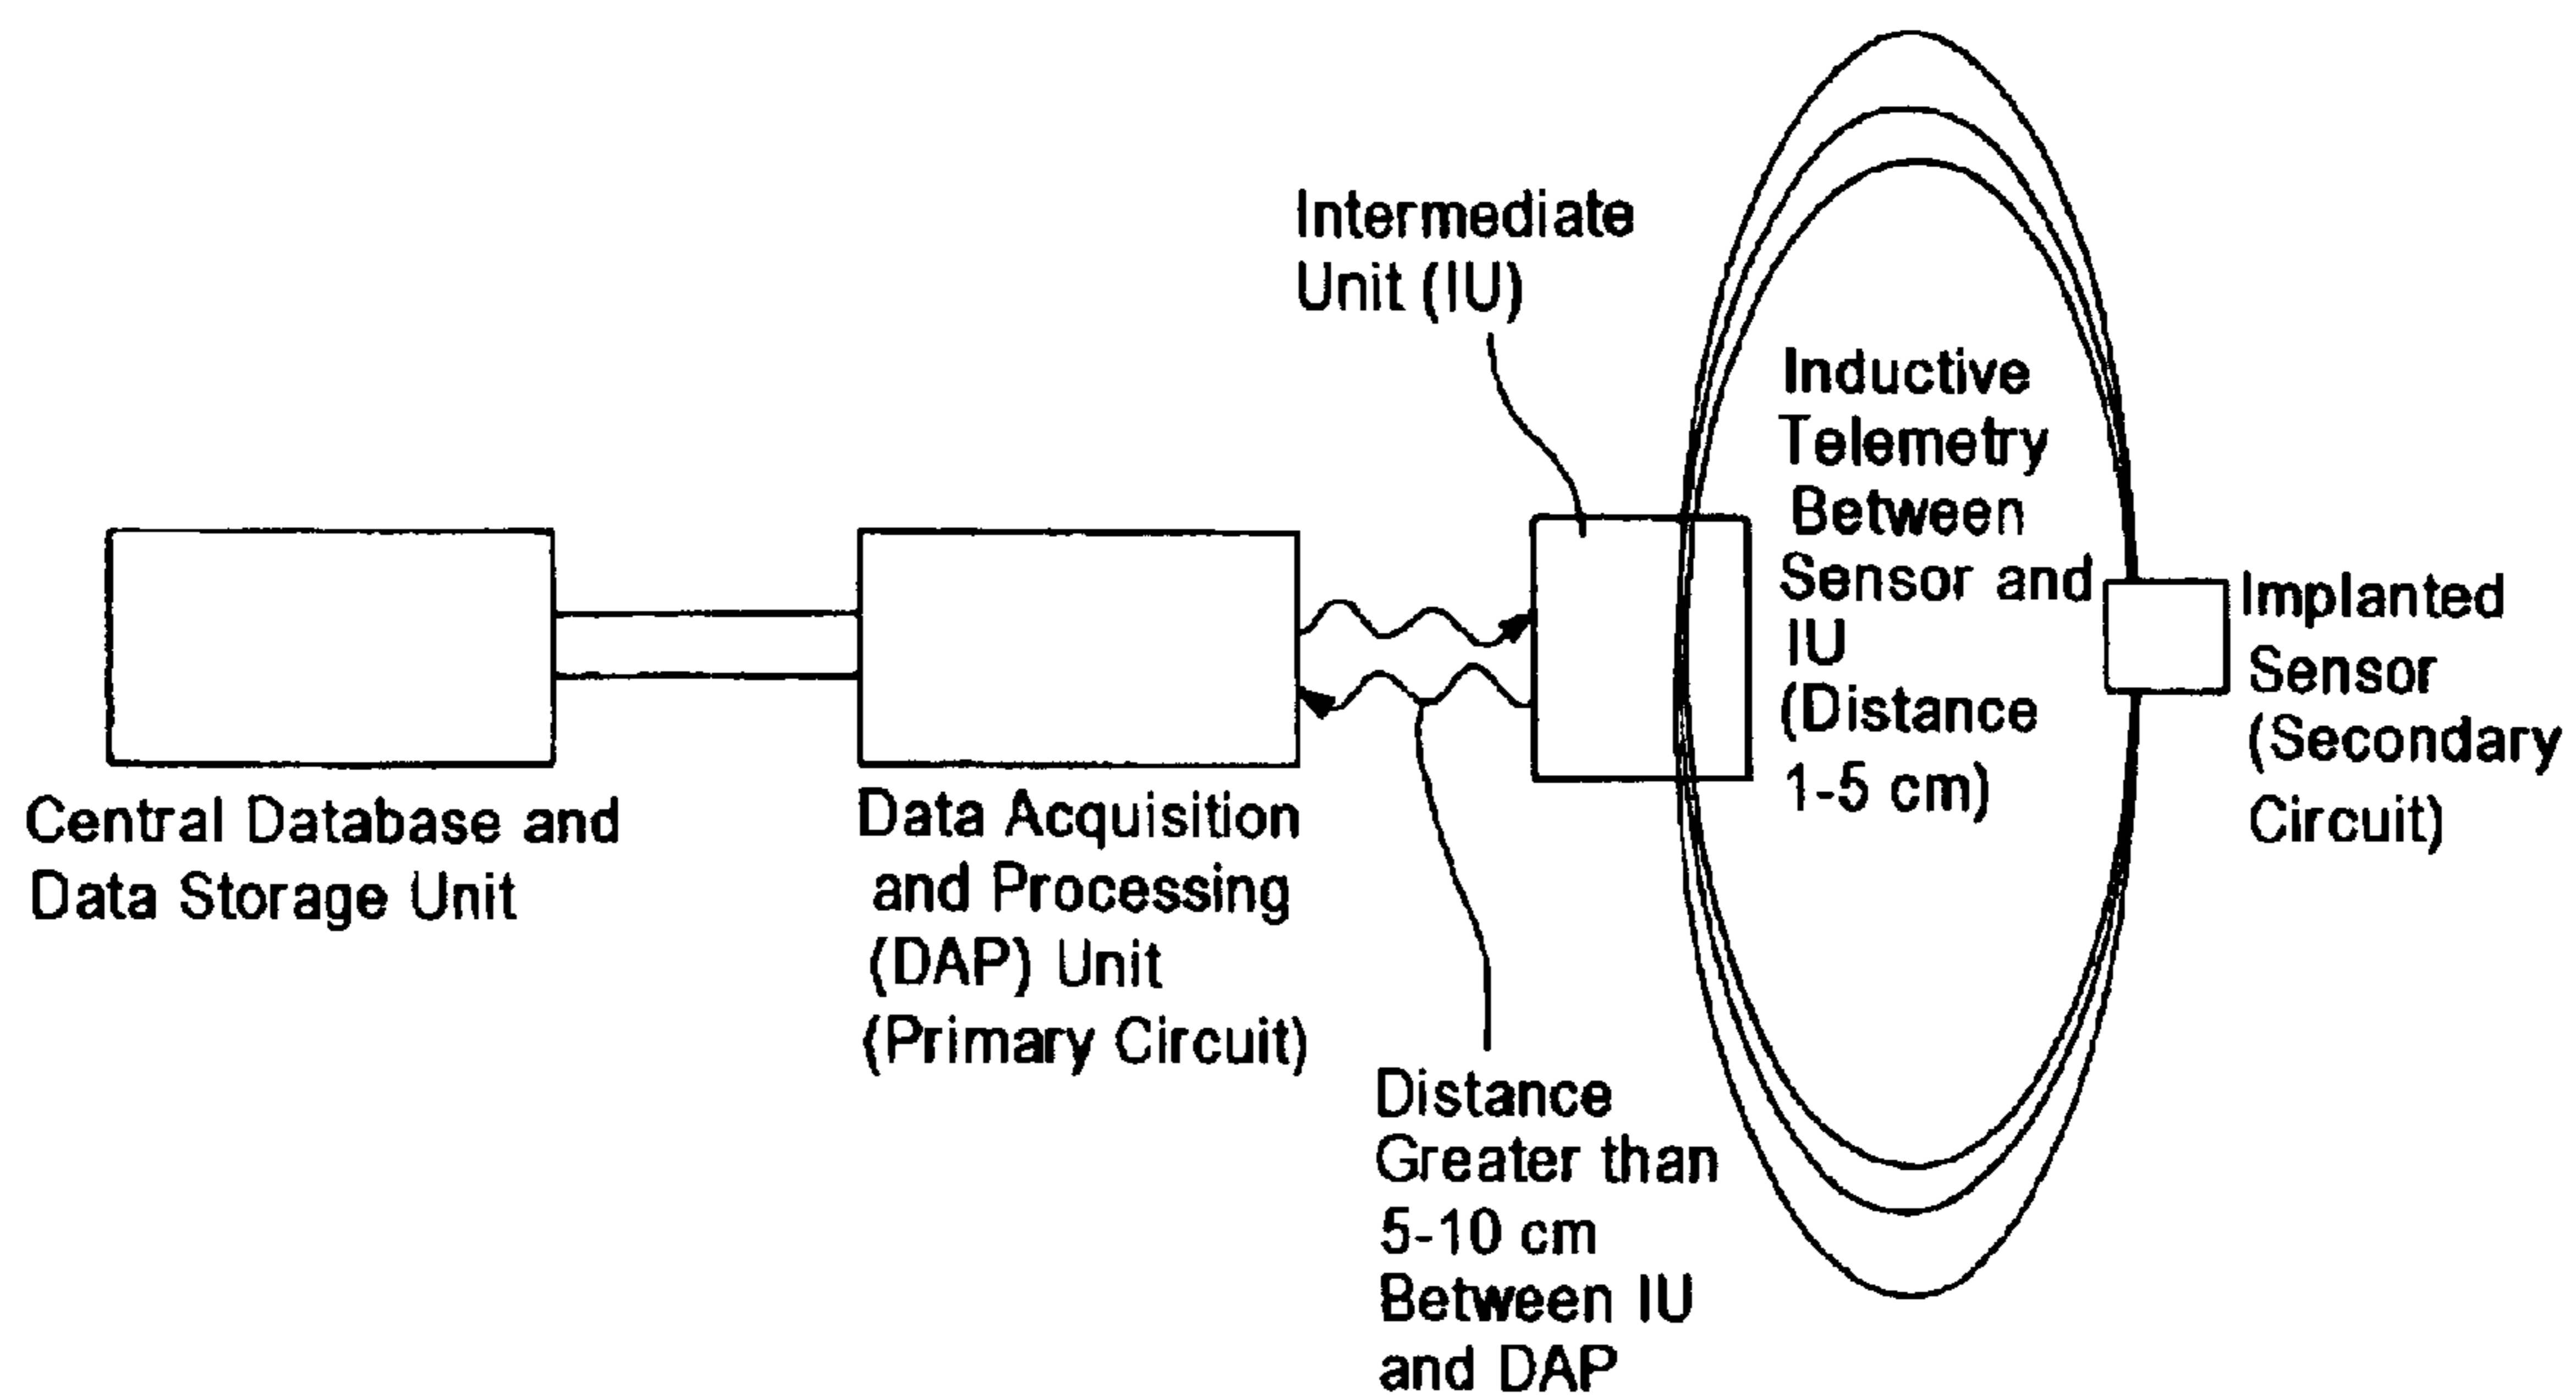 Intermediate
Unit (IU)
Inductive
Telemetry
Between
Sensor and
IU
(Distance
1-5 cm)
Implanted
Sensor
(Secondary
Circuit)
Central Database and
Data Storage Unit
Data Acquisition
and Processing
(DAP) Unit
(Primary Circuit)
Distance
Greater than
5-10 cm
Between IU
and DAP